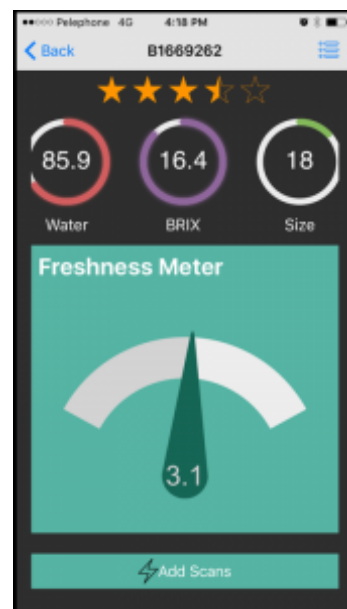 Pelephone 4G 4:18 PM
Back B1669262
85.9 16.4 18
Water BRIX Size
Freshness Meter
3.1
Add Scans